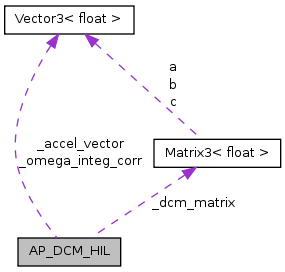 Vector3< float >
a
b
c
_accel_vector
_omega_integ_corr
Matrix3< float >
_dcm_matrix
AP_DCM_HIL